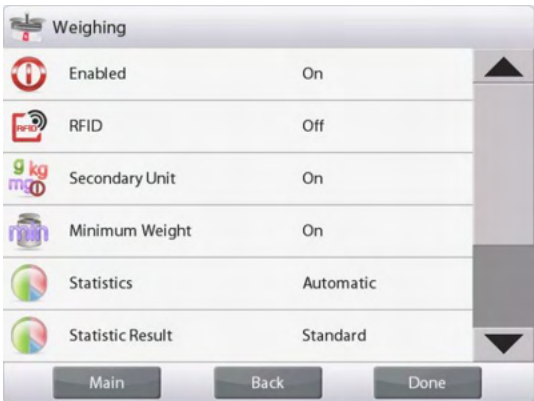 Weighing
Enabled On
RFID
RFID Off
g kg
mg
Secondary Unit On
min
Minimum Weight On
Statistics Automatic
Statistic Result Standard
Main Back Done